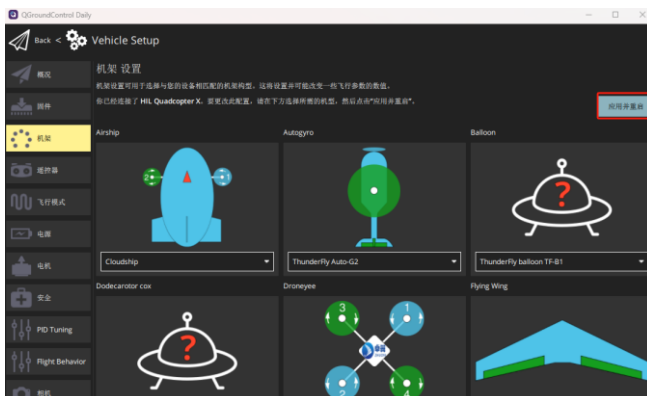 QGroundControl Daily
Back < Vehicle Setup
概况
固件
机架
遥控器
飞行模式
电源
电机
安全
PID Tuning
Flight Behavior
相机
机架 设置
机架设置可用于选择与您的设备相匹配的机架构型。这将设置并可能改变一些飞行参数的数值。
你已经连接了 HIL Quadcopter X。要更改此配置，请在下方选择所需的机型，然后点击“应用并重启”。
应用并重启
Airship
Autogyro
Balloon
2
1
?
Cloudship
ThunderFly Auto-G2
ThunderFly balloon TF-B1
Dodecarotor cox
Droneyee
Flying Wing
?
3
1
2
4